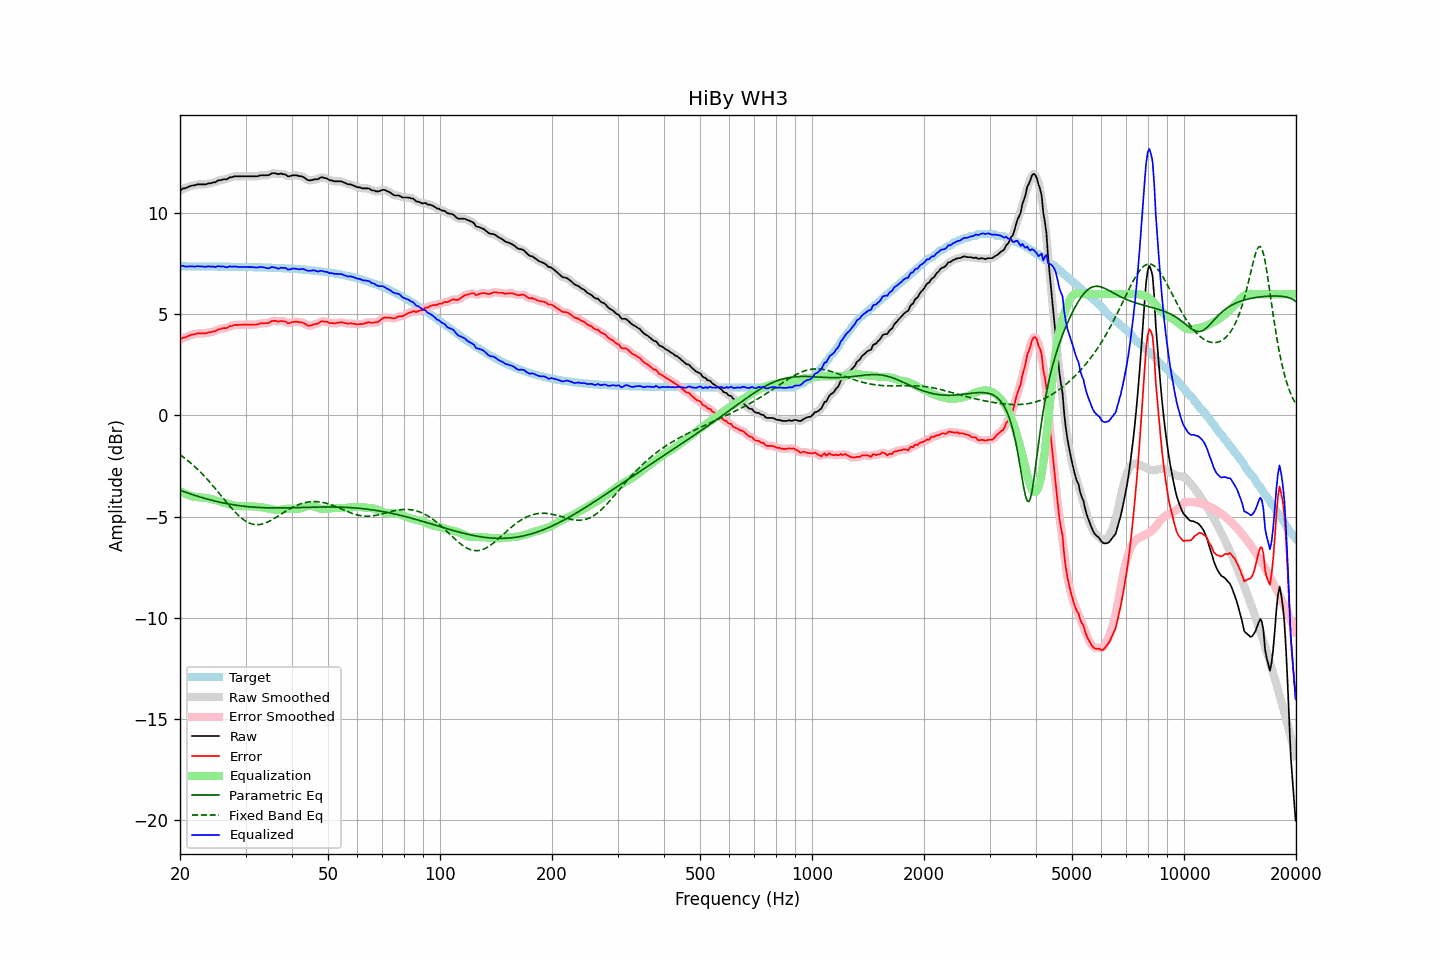 HiBy WH3
Amplitude (dBr)
10
5
0
−5
−10
−15
−20
Target
Raw Smoothed
Error Smoothed
Raw
Error
Equalization
Parametric Eq
Fixed Band Eq
Equalized
20 50 100 200 500 1000 2000 5000 10000 20000
Frequency (Hz)